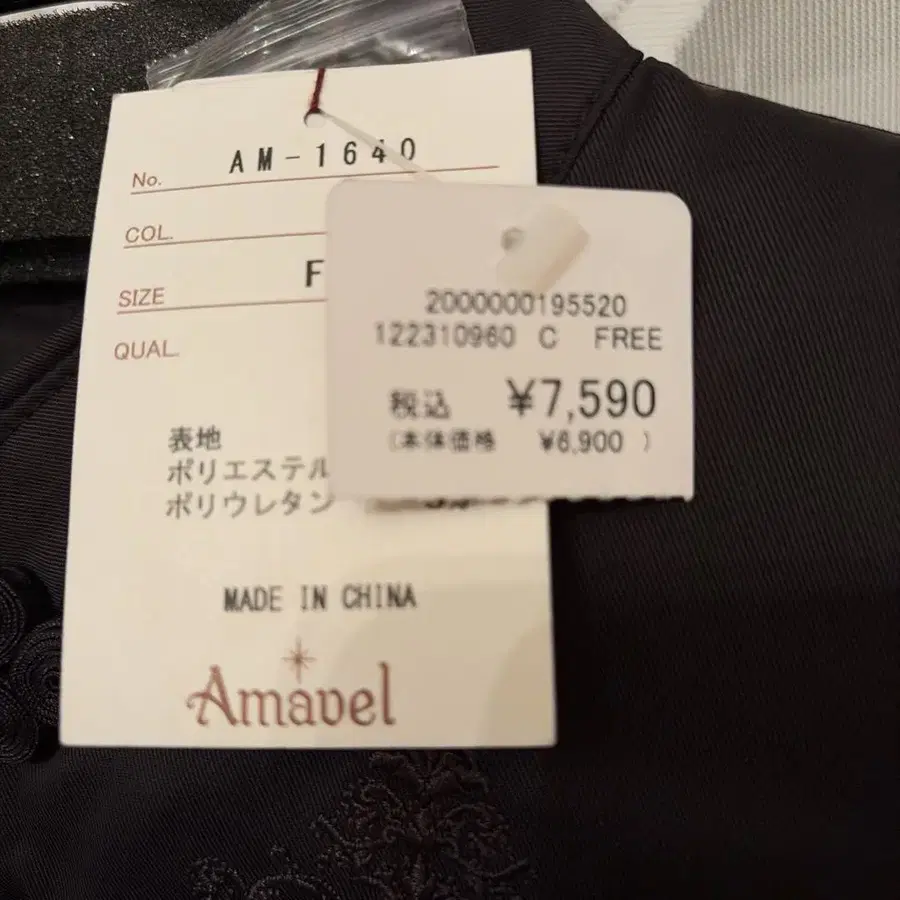 No. AM-1640
COL.
SIZE F
QUAL.
2000000195520
122310960 C FREE
税込 ¥7,590
(本体価格 ¥6,900 )
表地
ポリエステル
ポリウレタン
MADE IN CHINA
Amavel